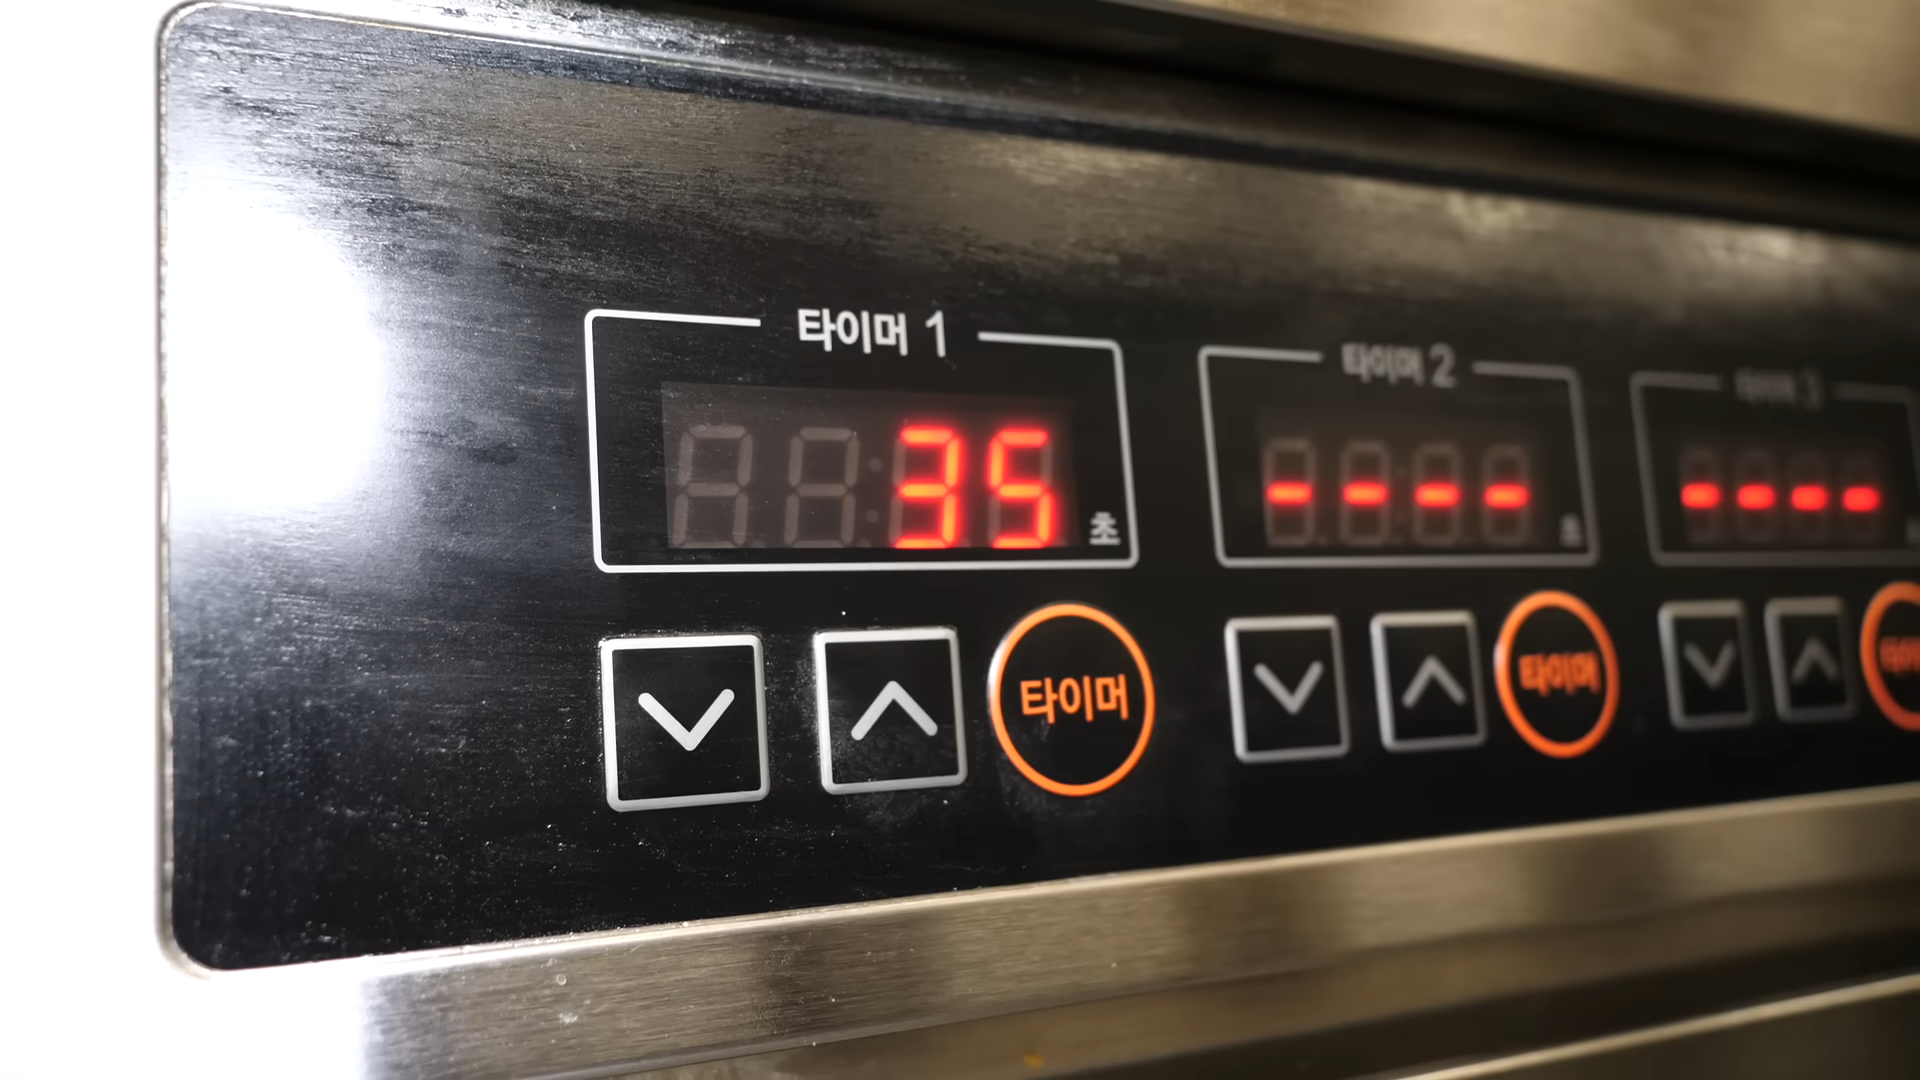 타이머 1
35
초
타이머
타이머 2
----
타이머
----